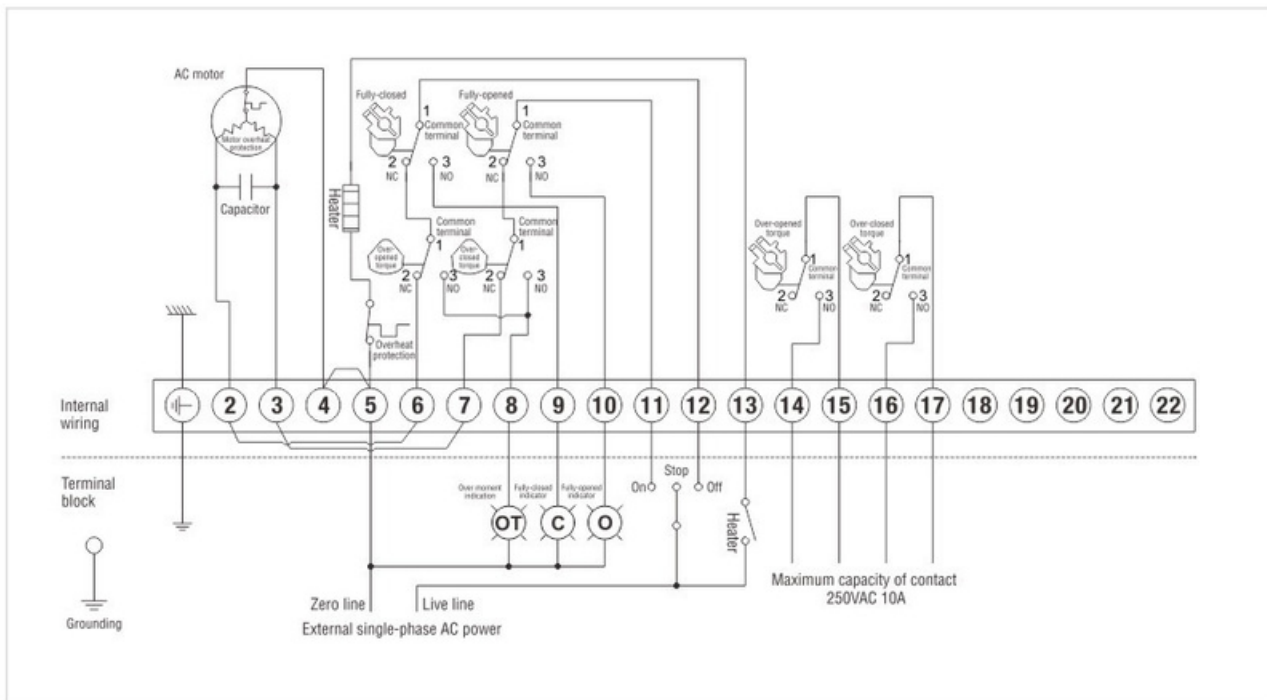 AC motor
Motor overheat
protection
Capacitor
Heater
Overheat
protection
Fully-closed
1
Common
terminal
2
NC
3
NO
Fully-opened
1
Common
terminal
2
NC
3
NO
Over-
opened
torque
Common
terminal
1
2
NC
3
NO
Over-
closed
torque
Common
terminal
1
2
NC
3
NO
Over-opened
torque
1
Common
terminal
2
NC
3
NO
Over-closed
torque
1
Common
terminal
2
NC
3
NO
Internal
wiring
2 3 4 5 6 7 8 9 10 11 12 13 14 15 16 17 18 19 20 21 22
Terminal
block
Grounding
Over moment
indication
Fully-closed
indicator
Fully-opened
indicator
OT C O
On
Stop
Off
Heater
Maximum capacity of contact
250VAC 10A
Zero line
Live line
External single-phase AC power